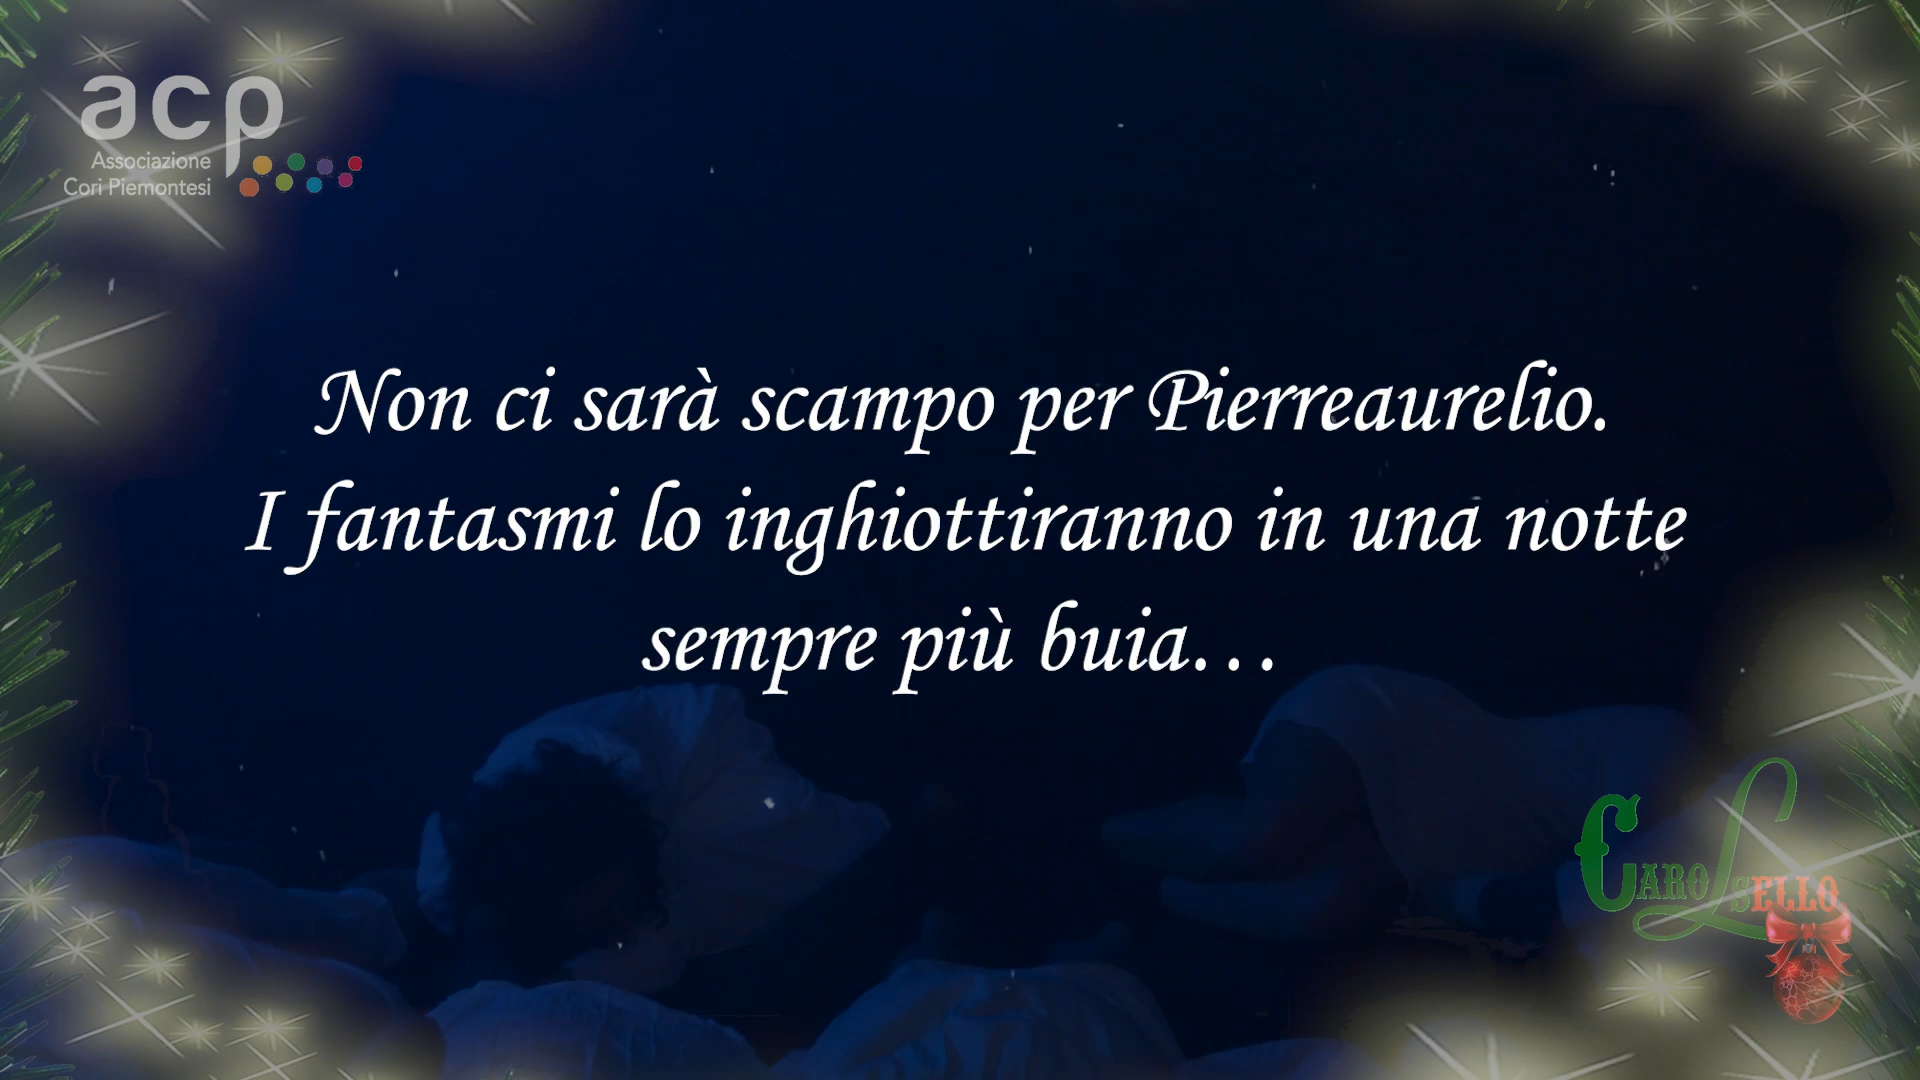 acp
Associazione
Cori Piemontesi
Non ci sarà scampo per Pierreaurelio.
I fantasmi lo inghiottiranno in una notte
sempre più buia...
CAROLSELLO